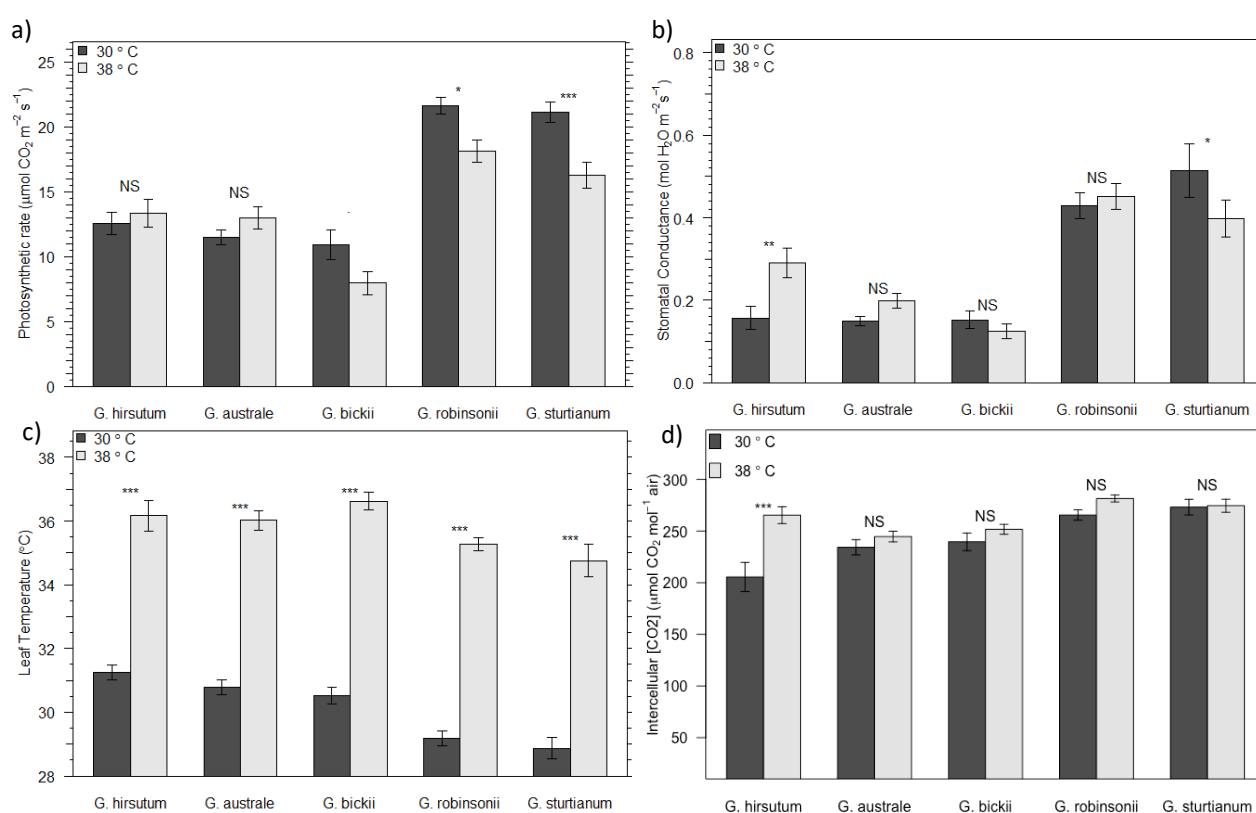 a)
30 ° C
38 ° C
Photosynthetic rate (μmol CO₂ m⁻² s⁻¹)
25
20
15
10
5
0
NS
NS
*
***
G. hirsutum G. australe G. bickii G. robinsonii G. sturtianum
b)
30 ° C
38 ° C
Stomatal Conductance (mol H₂O m⁻² s⁻¹)
0.8
0.6
0.4
0.2
0.0
**
NS
NS
NS
*
G. hirsutum G. australe G. bickii G. robinsonii G. sturtianum
c)
30 ° C
38 ° C
Leaf Temperature (°C)
38
36
34
32
30
28
***
***
***
***
***
G. hirsutum G. australe G. bickii G. robinsonii G. sturtianum
d)
30 ° C
38 ° C
Intercellular [CO2] (μmol CO₂ mol⁻¹ air)
300
250
200
150
100
50
***
NS
NS
NS
NS
G. hirsutum G. australe G. bickii G. robinsonii G. sturtianum